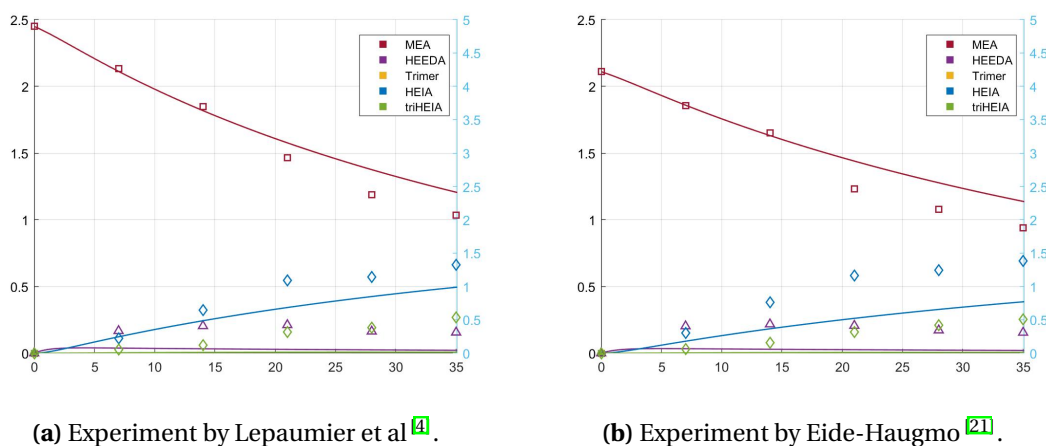 2.5 5 2.5 5
MEA
HEEDA
Trimer
HEIA
triHEIA
MEA
HEEDA
Trimer
HEIA
triHEIA
4.5 4.5
2 4 2 4
3.5 3.5
1.5 3 1.5 3
2.5 2.5
1 2 1 2
1.5 1.5
0.5 1 0.5 1
0.5 0.5
0 0 0 0
0 5 10 15 20 25 30 35 0 5 10 15 20 25 30 35
(a) Experiment by Lepaumier et al [4]. (b) Experiment by Eide-Haugmo [21].